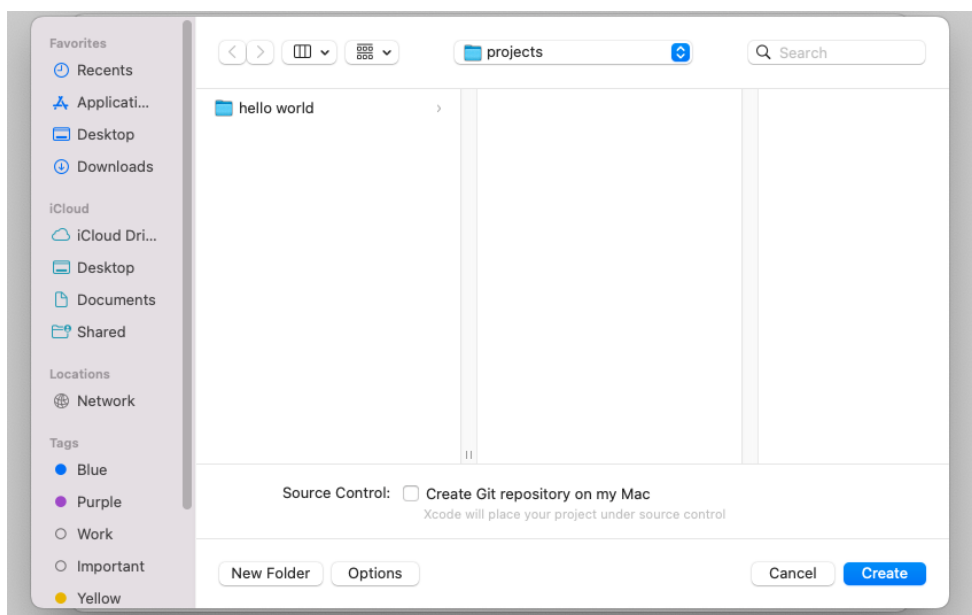 Favorites
Recents
Applicati...
Desktop
Downloads
iCloud
iCloud Dri...
Desktop
Documents
Shared
Locations
Network
Tags
Blue
Purple
Work
Important
Yellow
projects
Search
hello world
Source Control: Create Git repository on my Mac
Xcode will place your project under source control
New Folder Options Cancel Create